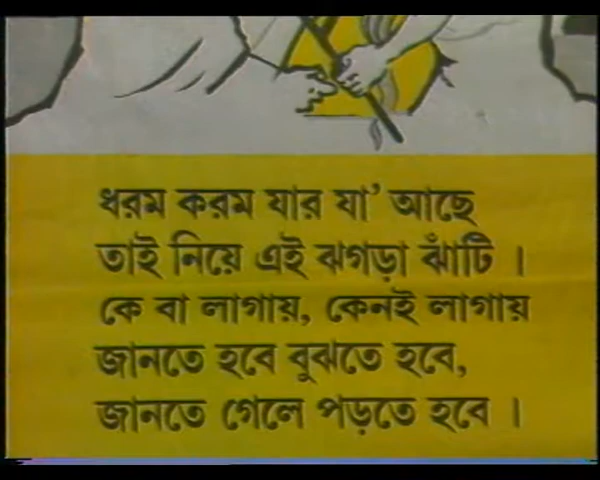 ধরম করম যার যা’ আছে
তাই নিয়ে এই ঝগড়া ঝাঁটি ।
কে বা লাগায়, কেনই লাগায়
জানতে হবে বুঝতে হবে,
জানতে গেলে পড়তে হবে ।